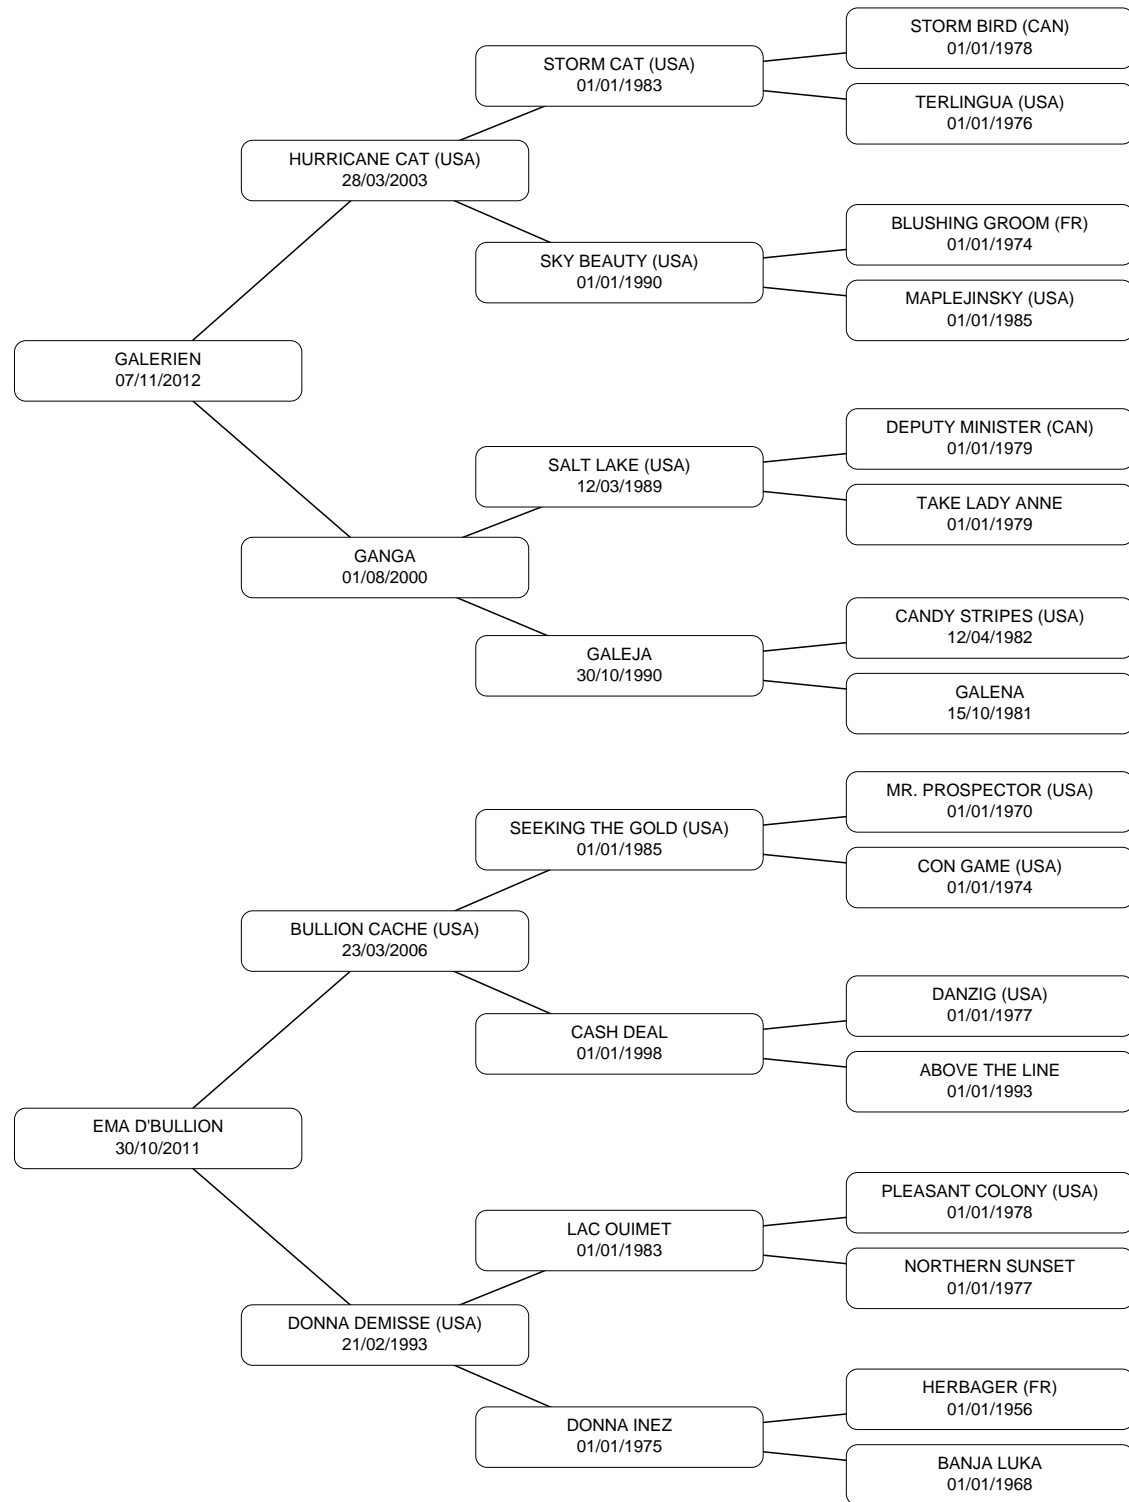 STORM BIRD (CAN)
01/01/1978
STORM CAT (USA)
01/01/1983
TERLINGUA (USA)
01/01/1976
HURRICANE CAT (USA)
28/03/2003
BLUSHING GROOM (FR)
01/01/1974
SKY BEAUTY (USA)
01/01/1990
MAPLEJINSKY (USA)
01/01/1985
GALERIEN
07/11/2012
DEPUTY MINISTER (CAN)
01/01/1979
SALT LAKE (USA)
12/03/1989
TAKE LADY ANNE
01/01/1979
GANGA
01/08/2000
CANDY STRIPES (USA)
12/04/1982
GALEJA
30/10/1990
GALENA
15/10/1981
MR. PROSPECTOR (USA)
01/01/1970
SEEKING THE GOLD (USA)
01/01/1985
CON GAME (USA)
01/01/1974
BULLION CACHE (USA)
23/03/2006
DANZIG (USA)
01/01/1977
CASH DEAL
01/01/1998
ABOVE THE LINE
01/01/1993
EMA D'BULLION
30/10/2011
PLEASANT COLONY (USA)
01/01/1978
LAC OUIMET
01/01/1983
NORTHERN SUNSET
01/01/1977
DONNA DEMISSE (USA)
21/02/1993
HERBAGER (FR)
01/01/1956
DONNA INEZ
01/01/1975
BANJA LUKA
01/01/1968